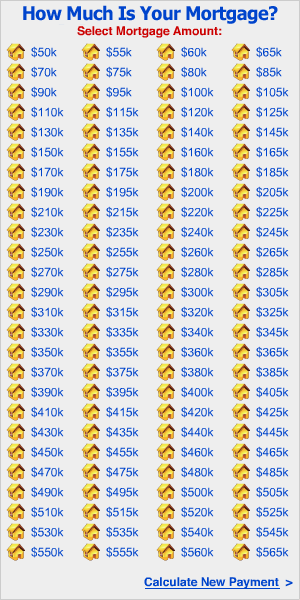 How Much Is Your Mortgage?
Select Mortgage Amount:
$50k $55k $60k $65k
$70k $75k $80k $85k
$90k $95k $100k $105k
$110k $115k $120k $125k
$130k $135k $140k $145k
$150k $155k $160k $165k
$170k $175k $180k $185k
$190k $195k $200k $205k
$210k $215k $220k $225k
$230k $235k $240k $245k
$250k $255k $260k $265k
$270k $275k $280k $285k
$290k $295k $300k $305k
$310k $315k $320k $325k
$330k $335k $340k $345k
$350k $355k $360k $365k
$370k $375k $380k $385k
$390k $395k $400k $405k
$410k $415k $420k $425k
$430k $435k $440k $445k
$450k $455k $460k $465k
$470k $475k $480k $485k
$490k $495k $500k $505k
$510k $515k $520k $525k
$530k $535k $540k $545k
$550k $555k $560k $565k
Calculate New Payment >